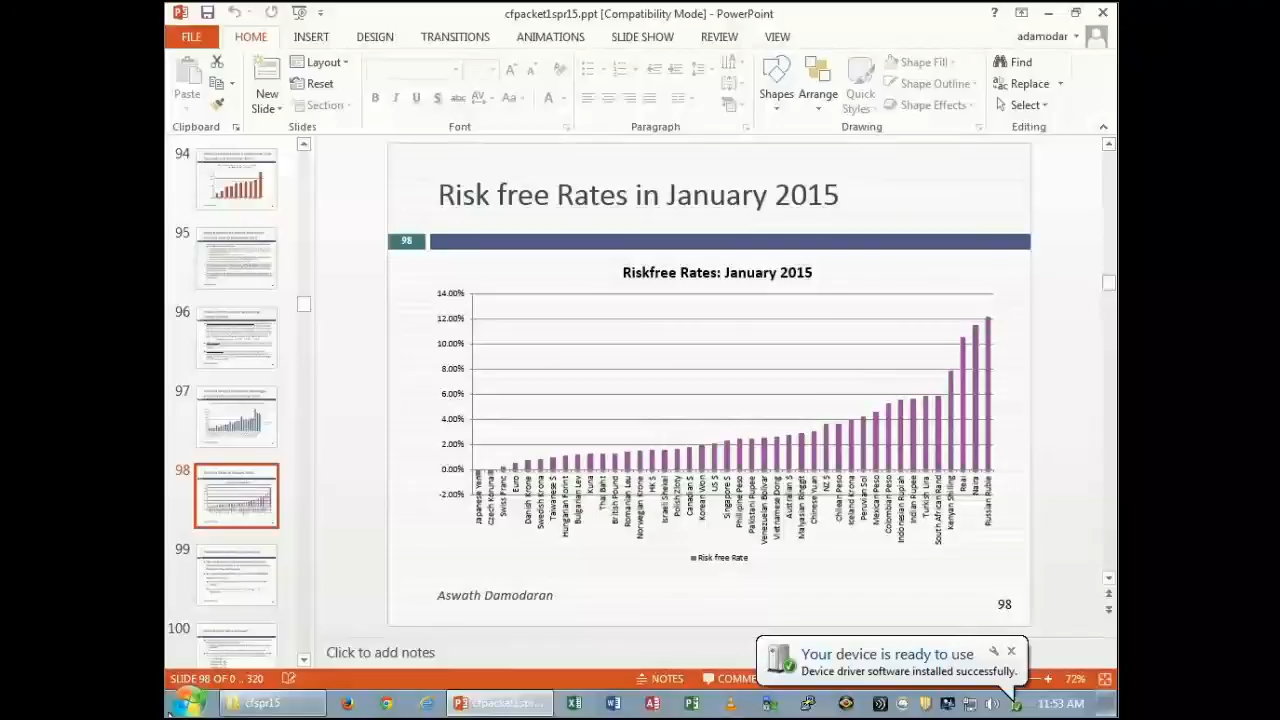 cfpacket1spr15.ppt [Compatibility Mode] - PowerPoint
FILE HOME INSERT DESIGN TRANSITIONS ANIMATIONS SLIDE SHOW REVIEW VIEW adamodar
Paste
New Slide
Layout
Reset
Section
Shapes
Arrange
Quick Styles
Shape Fill
Shape Outline
Shape Effects
Find
Replace
Select
Clipboard Slides Font Paragraph Drawing Editing
94
95
96
97
98
99
100
Risk free Rates in January 2015
98
Riskfree Rates: January 2015
14.00%
12.00%
10.00%
8.00%
6.00%
4.00%
2.00%
0.00%
-2.00%
Japanese Yen
Czech Koruna
Swiss Franc
Euro
Danish Krone
Swedish Krona
Taiwanese $
Hungarian Forint
Bulgarian Lev
Kuna
Thai Baht
British Pound
Romanian Leu
Norwegian Krone
HK $
Israeli Shekel
Polish Zloty
Canadian $
Korean Won
US $
Singapore $
Phillipine Peso
Pakistani Rupee
Venezuelan Bolivar
Vietnamese Dong
Australian $
Malyasian Ringgit
Chinese Yuan
NZ $
Chilean Peso
Iceland Krona
Peruvian Sol
Mexican Peso
Colombian Peso
Indonesian Rupiah
Indian Rupee
Turkish Lira
South African Rand
Kenyan Shilling
Reai
Naira
Russian Ruble
Risk free Rate
Aswath Damodaran
98
Click to add notes
Your device is ready to use
Device driver software installed successfully.
SLIDE 98 OF 0 .. 320
NOTES
COMME
72%
cfspr15
cfpacket1spr...
11:53 AM